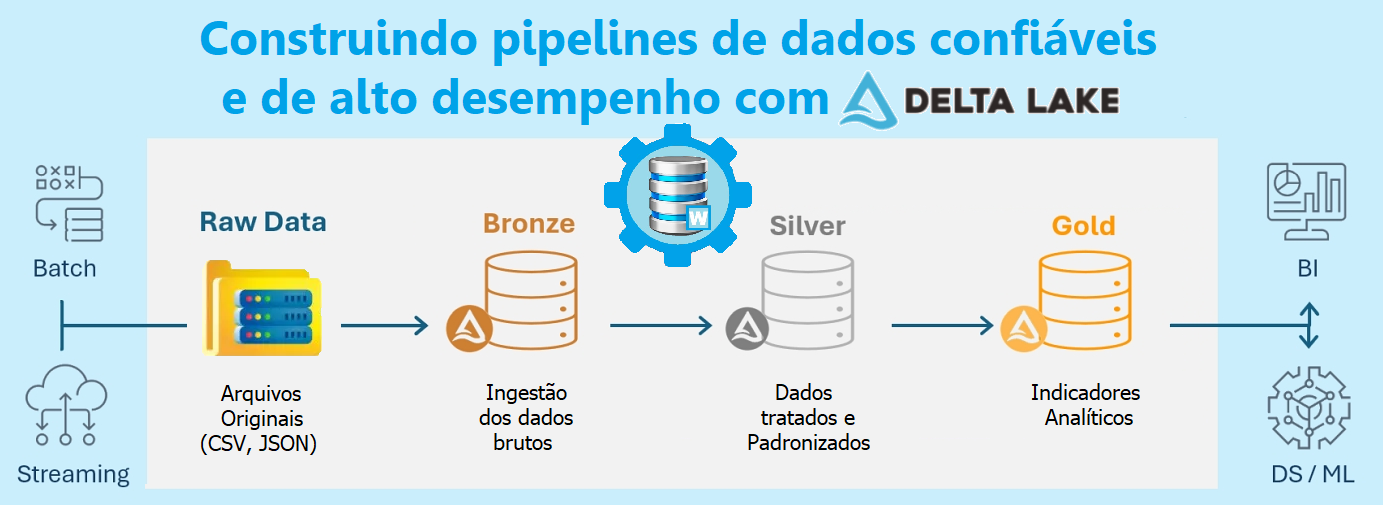 Construindo pipelines de dados confiáveis
e de alto desempenho com DELTA LAKE
Batch
Streaming
Raw Data
Arquivos
Originais
(CSV, JSON)
Bronze
Ingestão
dos dados
brutos
W
Silver
Dados
tratados e
Padronizados
Gold
Indicadores
Analíticos
BI
DS / ML